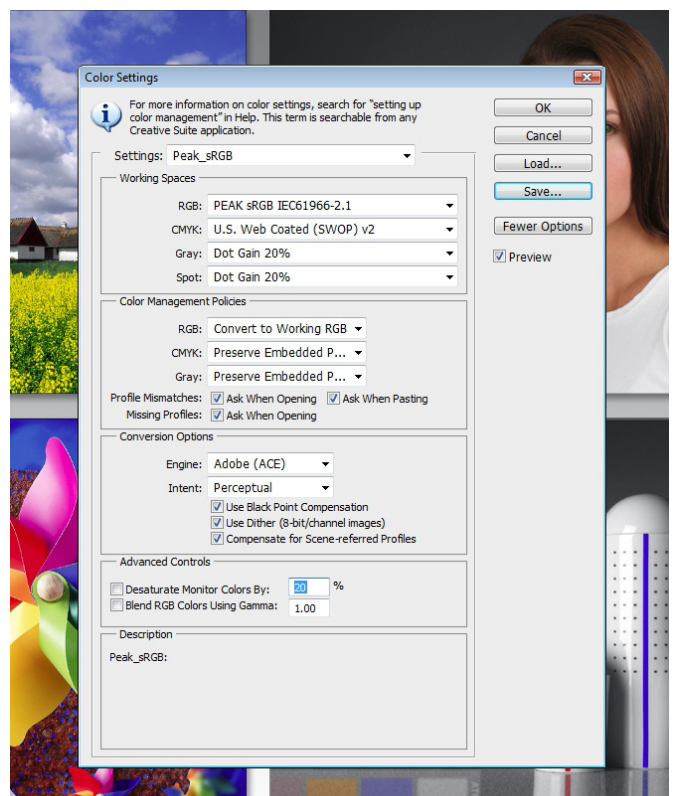 Color Settings
For more information on color settings, search for "setting up
color management" in Help. This term is searchable from any
Creative Suite application.
OK
Cancel
Load...
Save...
Fewer Options
Preview
Settings: Peak_sRGB
Working Spaces
RGB: PEAK sRGB IEC61966-2.1
CMYK: U.S. Web Coated (SWOP) v2
Gray: Dot Gain 20%
Spot: Dot Gain 20%
Color Management Policies
RGB: Convert to Working RGB
CMYK: Preserve Embedded P...
Gray: Preserve Embedded P...
Profile Mismatches: Ask When Opening Ask When Pasting
Missing Profiles: Ask When Opening
Conversion Options
Engine: Adobe (ACE)
Intent: Perceptual
Use Black Point Compensation
Use Dither (8-bit/channel images)
Compensate for Scene-referred Profiles
Advanced Controls
Desaturate Monitor Colors By: 20 %
Blend RGB Colors Using Gamma: 1.00
Description
Peak_sRGB: